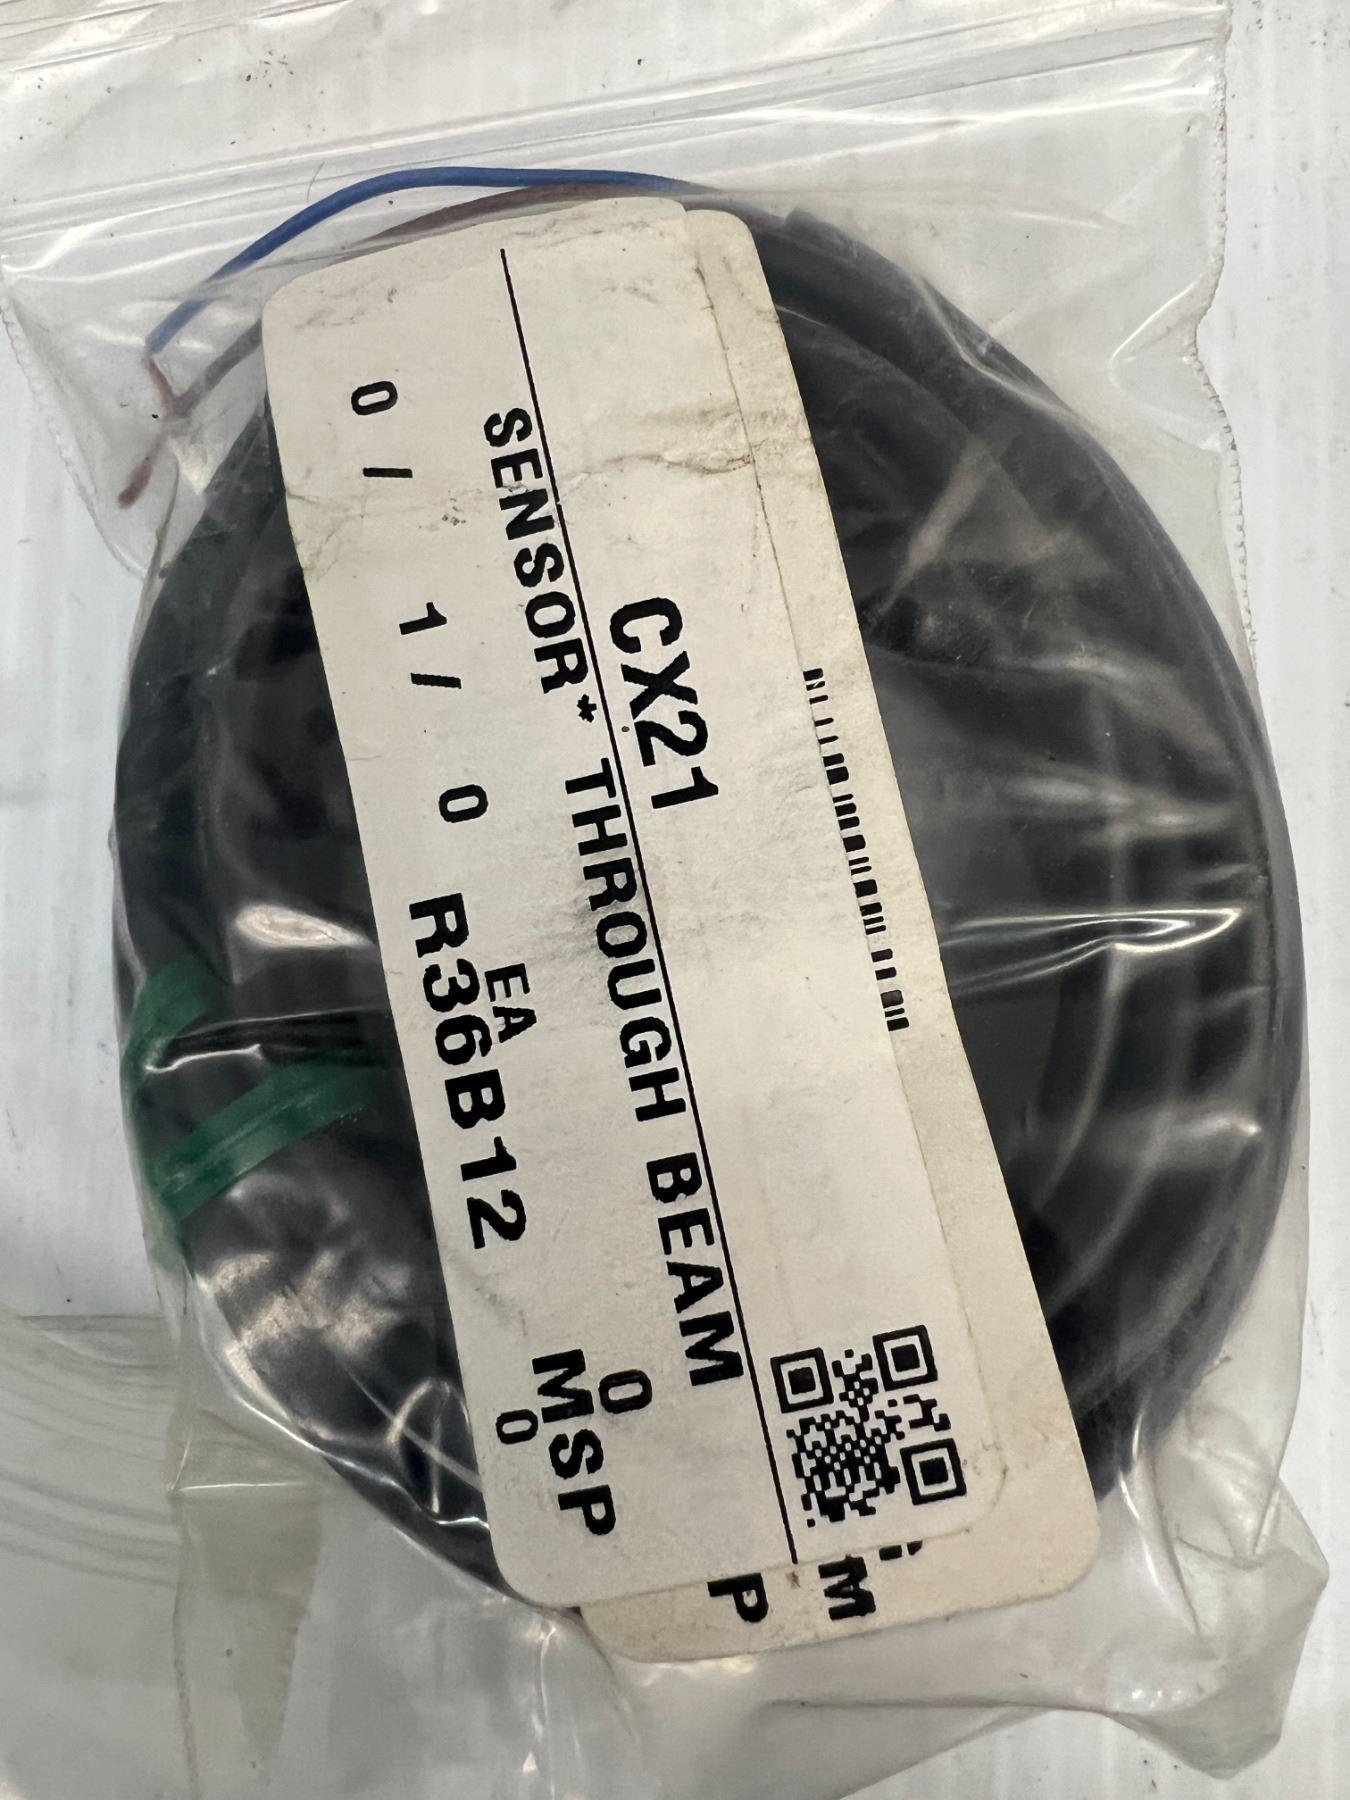 CX21
SENSOR* THROUGH BEAM
0
0/ 1/ 0 EA
R36B12 MSP
0
M
P